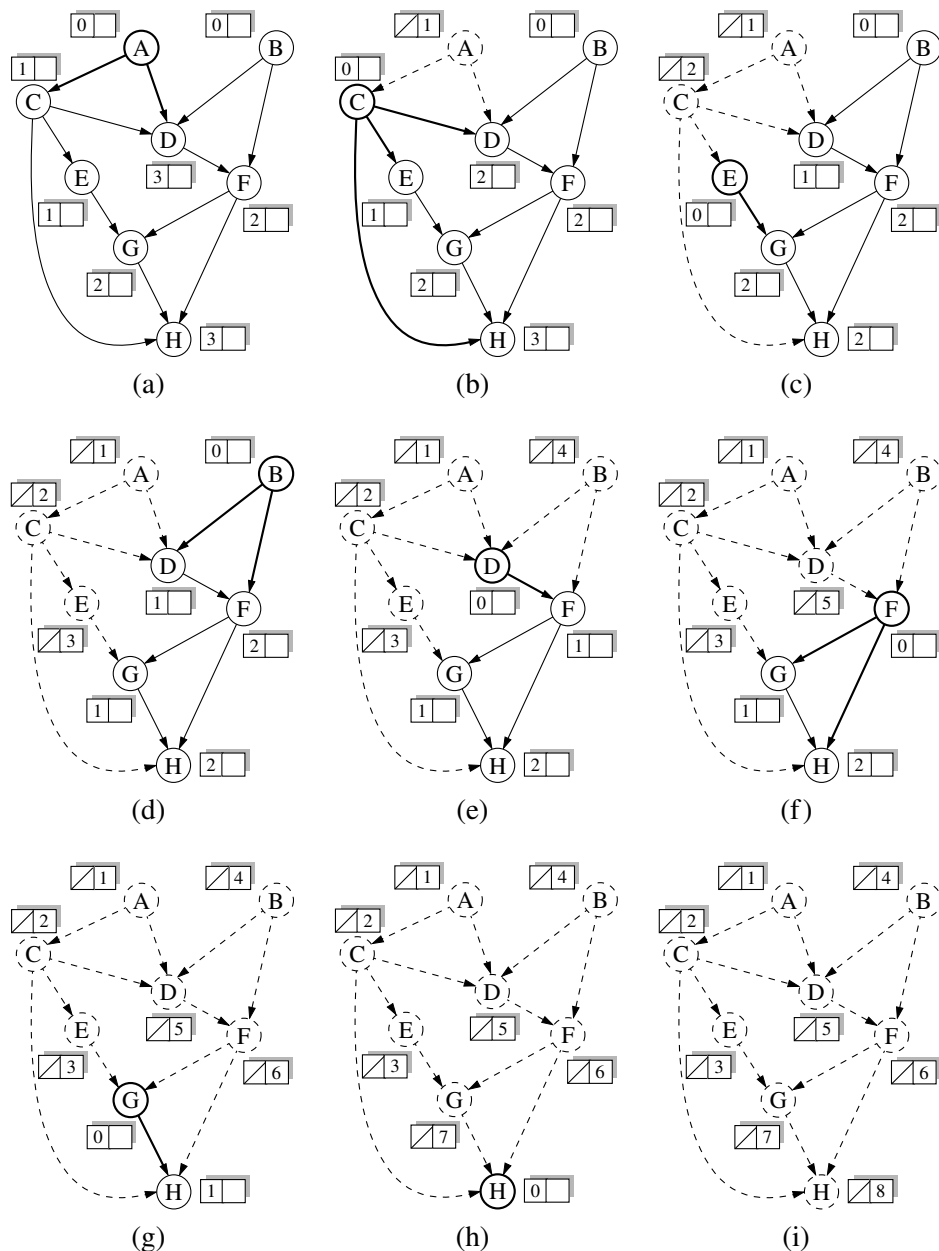 0 0
A B
1
C
D
3
E F
1 2
G
2
H 3
(a)
1 0
A B
0
C
D
2
E F
1 2
G
2
H 3
(b)
1 0
A B
2
C
D
1
E F
0 2
G
2
H 2
(c)
1 0
A B
2
C
D
1
E F
3 2
G
1
H 2
(d)
1 4
A B
2
C
D
0
E F
3 1
G
1
H 2
(e)
1 4
A B
2
C
D
5
E F
3 0
G
1
H 2
(f)
1 4
A B
2
C
D
5
E F
3 6
G
0
H 1
(g)
1 4
A B
2
C
D
5
E F
3 6
G
7
H 0
(h)
1 4
A B
2
C
D
5
E F
3 6
G
7
H 8
(i)